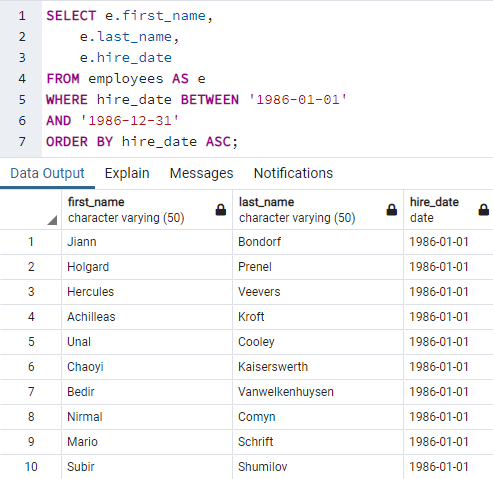 1 SELECT e.first_name,
2 e.last_name,
3 e.hire_date
4 FROM employees AS e
5 WHERE hire_date BETWEEN '1986-01-01'
6 AND '1986-12-31'
7 ORDER BY hire_date ASC;
Data Output Explain Messages Notifications
first_name last_name hire_date
character varying (50) character varying (50) date
1 Jiann Bondorf 1986-01-01
2 Holgard Prenel 1986-01-01
3 Hercules Veevers 1986-01-01
4 Achilleas Kroft 1986-01-01
5 Unal Cooley 1986-01-01
6 Chaoyi Kaiserswerth 1986-01-01
7 Bedir Vanwelkenhuysen 1986-01-01
8 Nirmal Comyn 1986-01-01
9 Mario Schrift 1986-01-01
10 Subir Shumilov 1986-01-01